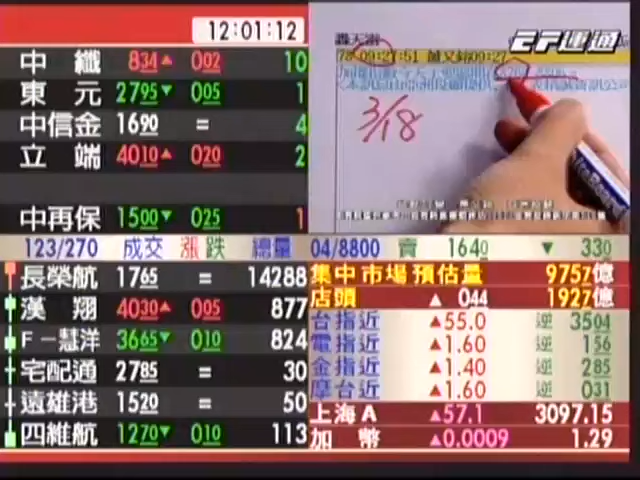 12:01:12
中纖 834▲ 002 10
東元 2795▼ 005 1
中信金 1690 = 4
立端 4010▲ 020 2
中再保 1500▼ 025 1
轟天雷
3/18
123/270 成交 漲跌 總量
04/8800 賣 1640 ▼ 330
長榮航 1765 = 14288
漢翔 4030▲ 005 877
F－慧洋 3665▼ 010 824
宅配通 2785 = 30
遠雄港 1520 = 50
四維航 1270▼ 010 113
集中市場預估量 9757億
店頭 ▲ 044 1927億
台指近 ▲55.0 逆 3504
電指近 ▲1.60 逆 156
金指近 ▲1.40 逆 285
摩台近 ▲1.60 逆 031
上海A ▲57.1 3097.15
加幣 ▲0.0009 1.29